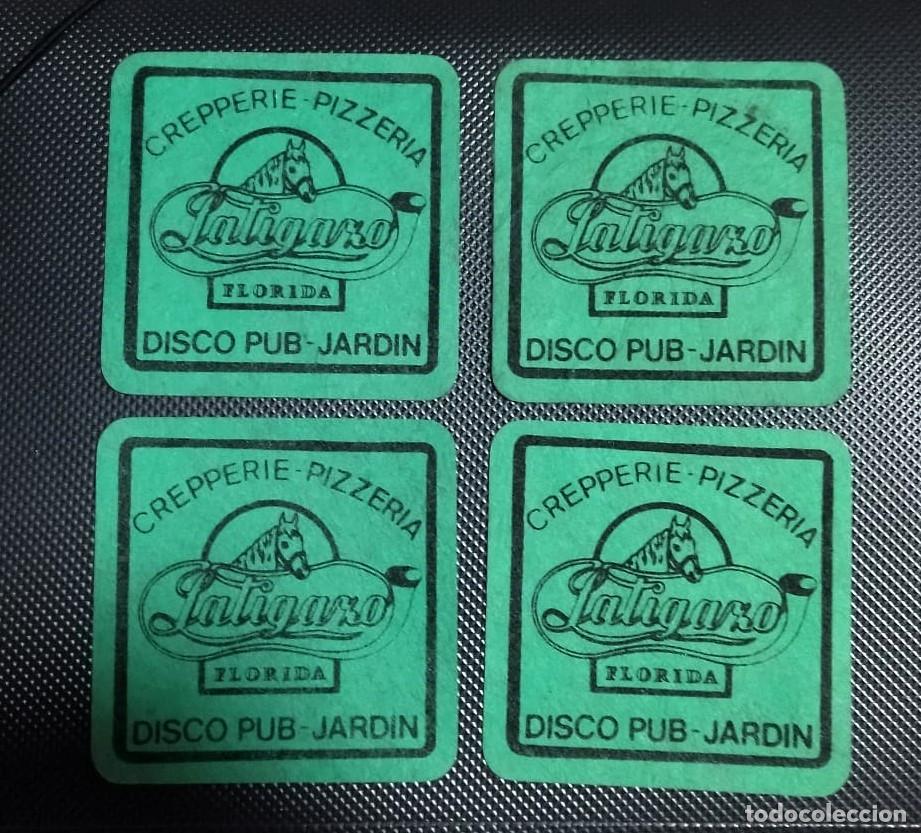 CREPPERIE-PIZZERIA
Latigazo
FLORIDA
DISCO PUB-JARDIN
CREPPERIE-PIZZERIA
Latigazo
FLORIDA
DISCO PUB-JARDIN
CREPPERIE-PIZZERIA
Latigazo
FLORIDA
DISCO PUB-JARDIN
CREPPERIE-PIZZERIA
Latigazo
FLORIDA
DISCO PUB-JARDIN
todocoleccion